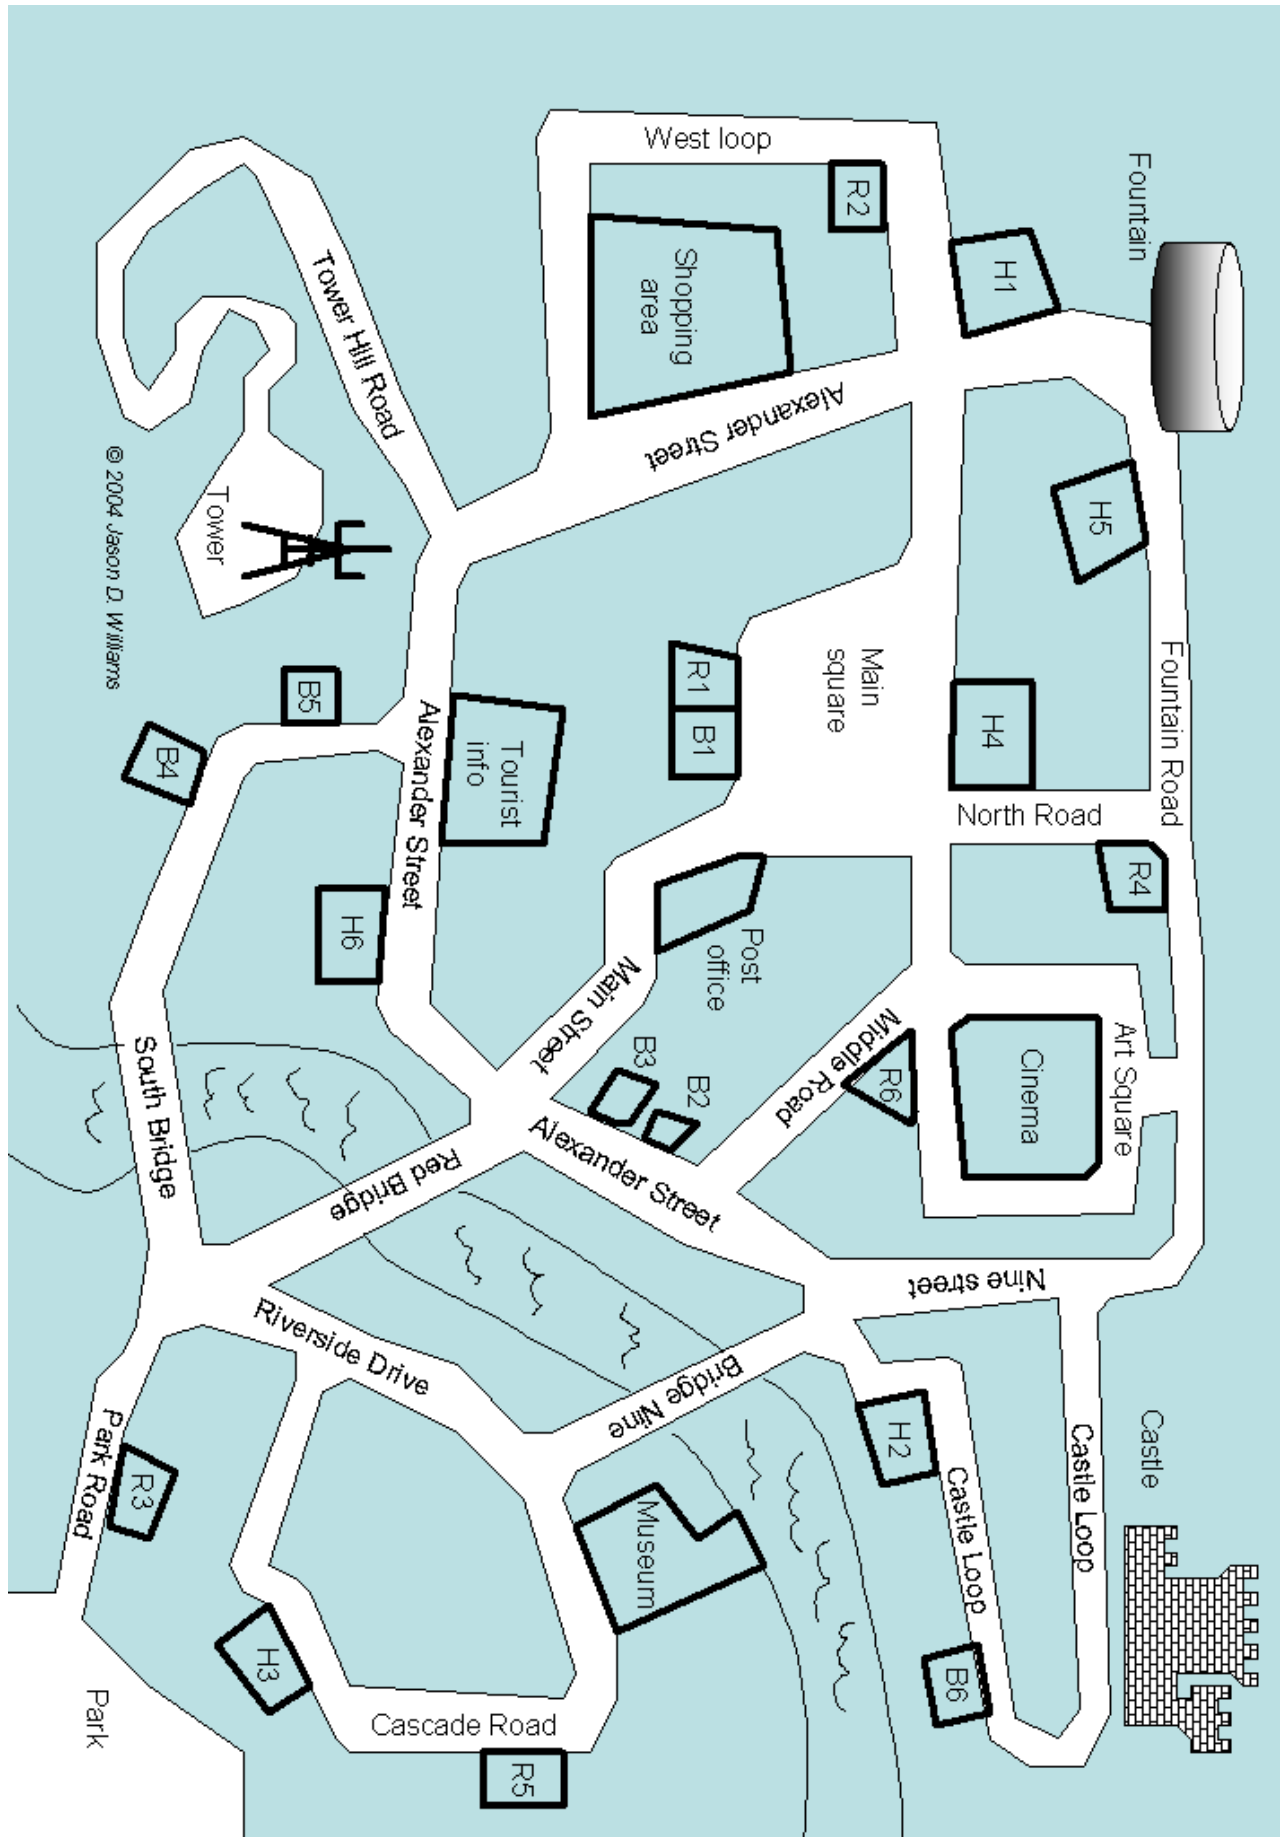 West loop
Fountain
R2
H1
Shopping
area
Tower Hill Road
Alexander Street
H5
Tower
© 2004 Jason D. Williams
Main
square
Fountain Road
R1
B1
H4
North Road
B5
B4
Alexander Street
Tourist
info
R4
H6
Post
office
Main Street
Middle Road
B3
B2
R6
Cinema
Art Square
South Bridge
Red Bridge
Alexander Street
Nine street
Riverside Drive
Bridge Nine
Park Road
R3
H2
Castle Loop
Castle Loop
Castle
Museum
H3
B6
Park
Cascade Road
R5